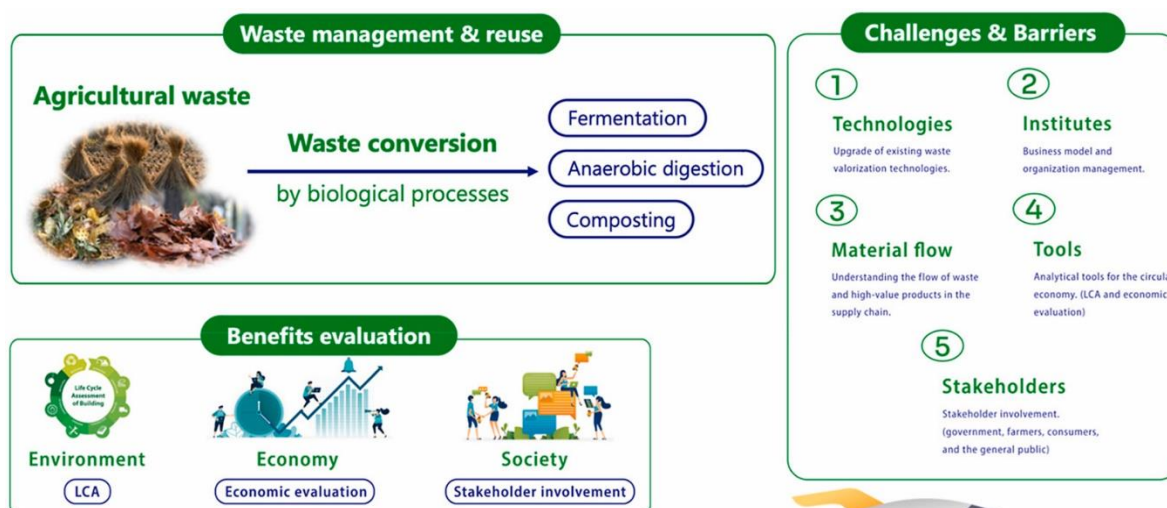 Waste management & reuse
Agricultural waste
Waste conversion
by biological processes
Fermentation
Anaerobic digestion
Composting
Benefits evaluation
Life Cycle
Assessment
of Building
Environment
LCA
Economy
Economic evaluation
Society
Stakeholder involvement
Challenges & Barriers
1
Technologies
Upgrade of existing waste
valorization technologies.
2
Institutes
Business model and
organization management.
3
Material flow
Understanding the flow of waste
and high-value products in the
supply chain.
4
Tools
Analytical tools for the circula
economy. (LCA and economic
evaluation)
5
Stakeholders
Stakeholder involvement.
(government, farmers, consumers,
and the general public)